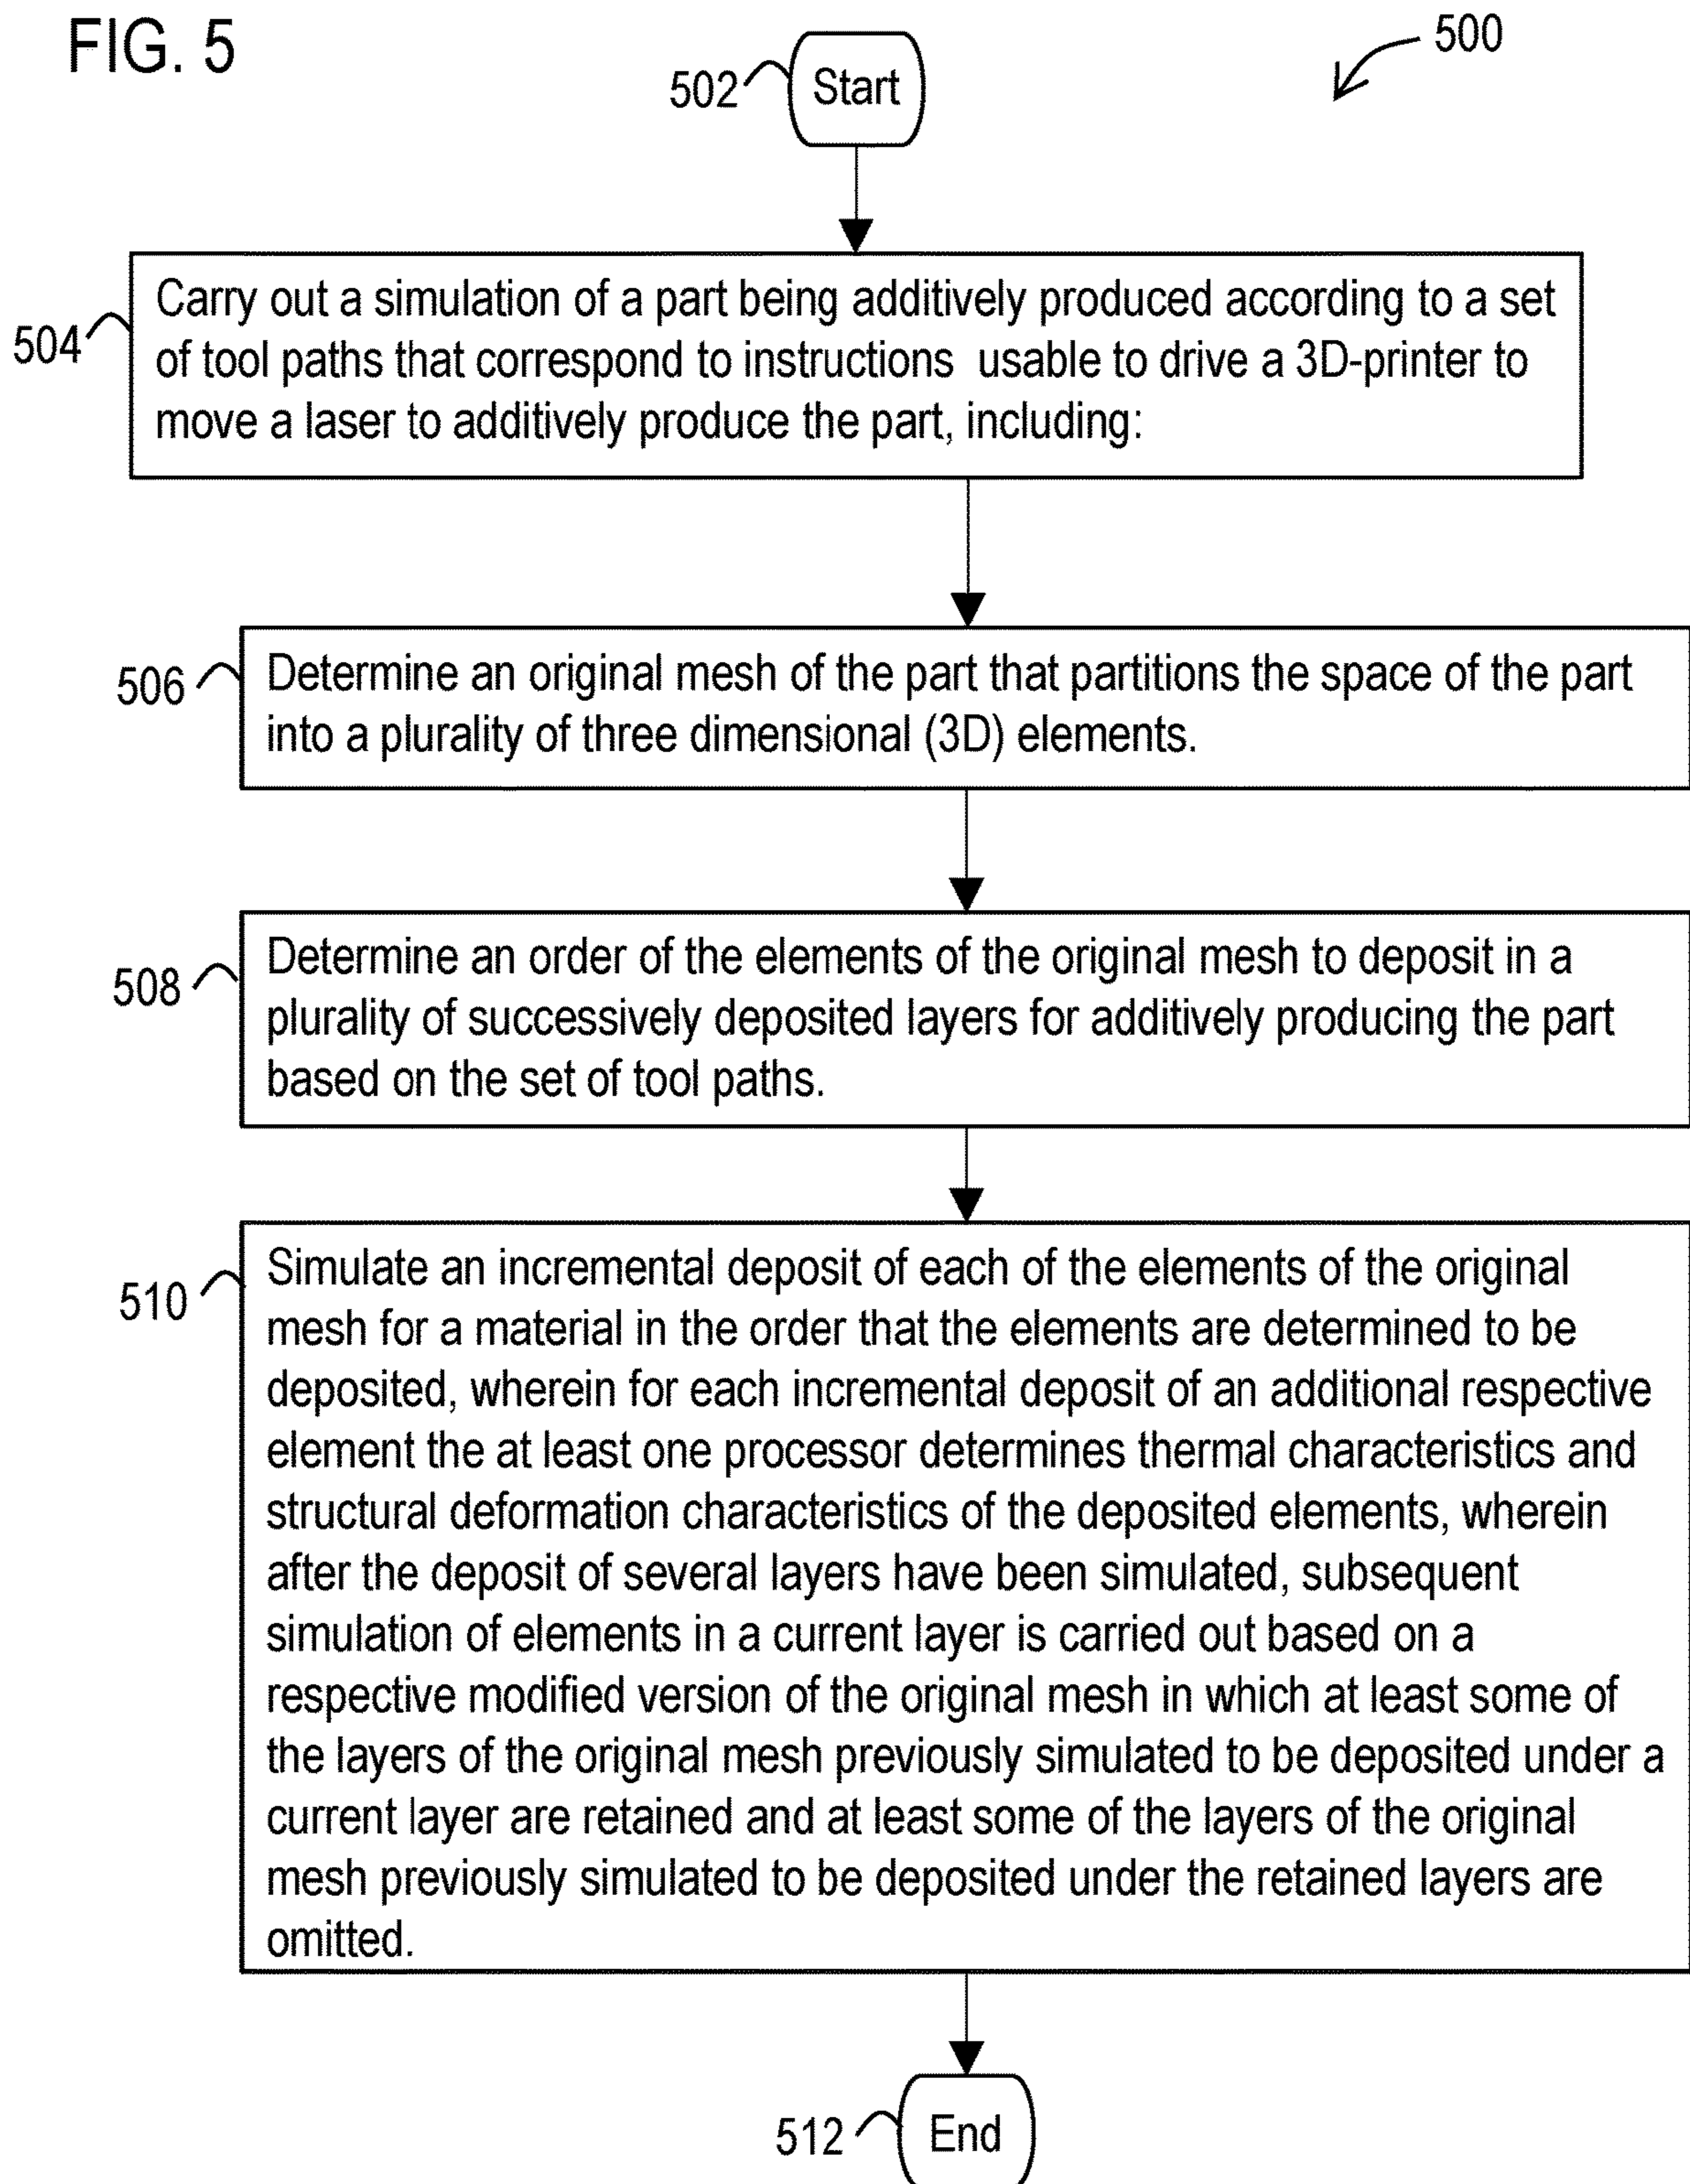 FIG. 5
500
502
Start
504
Carry out a simulation of a part being additively produced according to a set
of tool paths that correspond to instructions usable to drive a 3D-printer to
move a laser to additively produce the part, including:
506
Determine an original mesh of the part that partitions the space of the part
into a plurality of three dimensional (3D) elements.
508
Determine an order of the elements of the original mesh to deposit in a
plurality of successively deposited layers for additively producing the part
based on the set of tool paths.
510
Simulate an incremental deposit of each of the elements of the original
mesh for a material in the order that the elements are determined to be
deposited, wherein for each incremental deposit of an additional respective
element the at least one processor determines thermal characteristics and
structural deformation characteristics of the deposited elements, wherein
after the deposit of several layers have been simulated, subsequent
simulation of elements in a current layer is carried out based on a
respective modified version of the original mesh in which at least some of
the layers of the original mesh previously simulated to be deposited under a
current layer are retained and at least some of the layers of the original
mesh previously simulated to be deposited under the retained layers are
omitted.
512
End